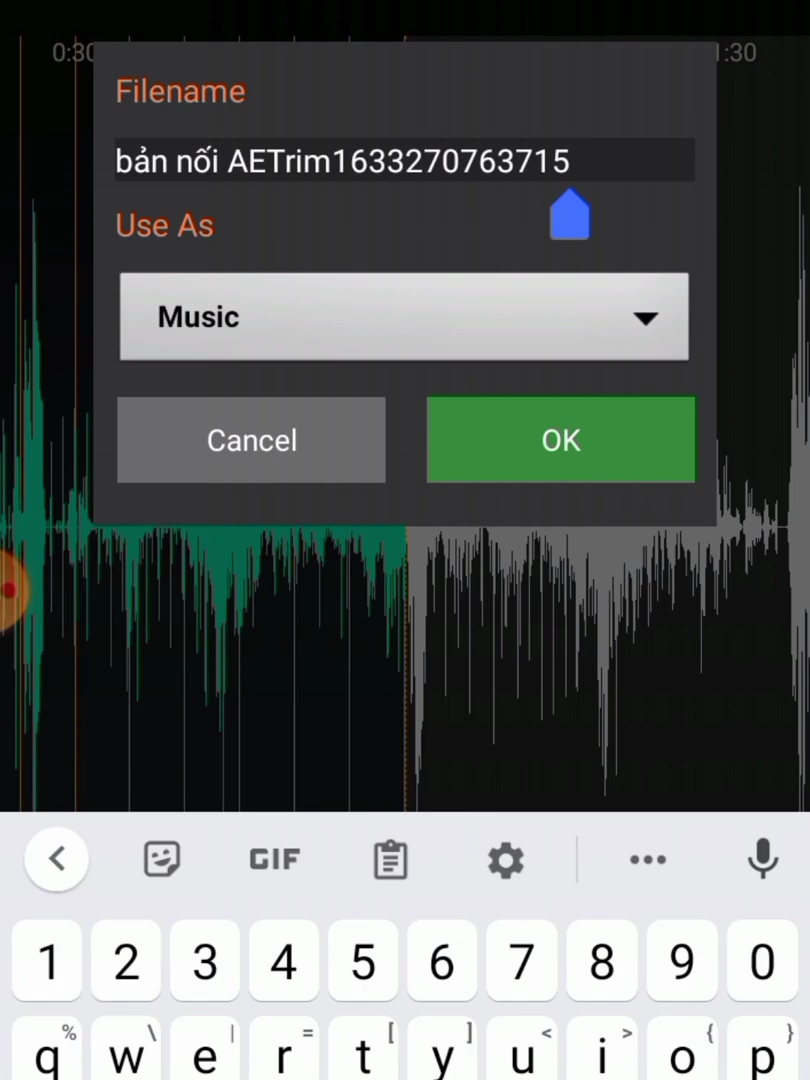 0:30
1:30
Filename
bản nối AETrim1633270763715
Use As
Music
Cancel
OK
GIF
1 2 3 4 5 6 7 8 9 0
% \ | = [ ] < > { }
q w e r t y u i o p